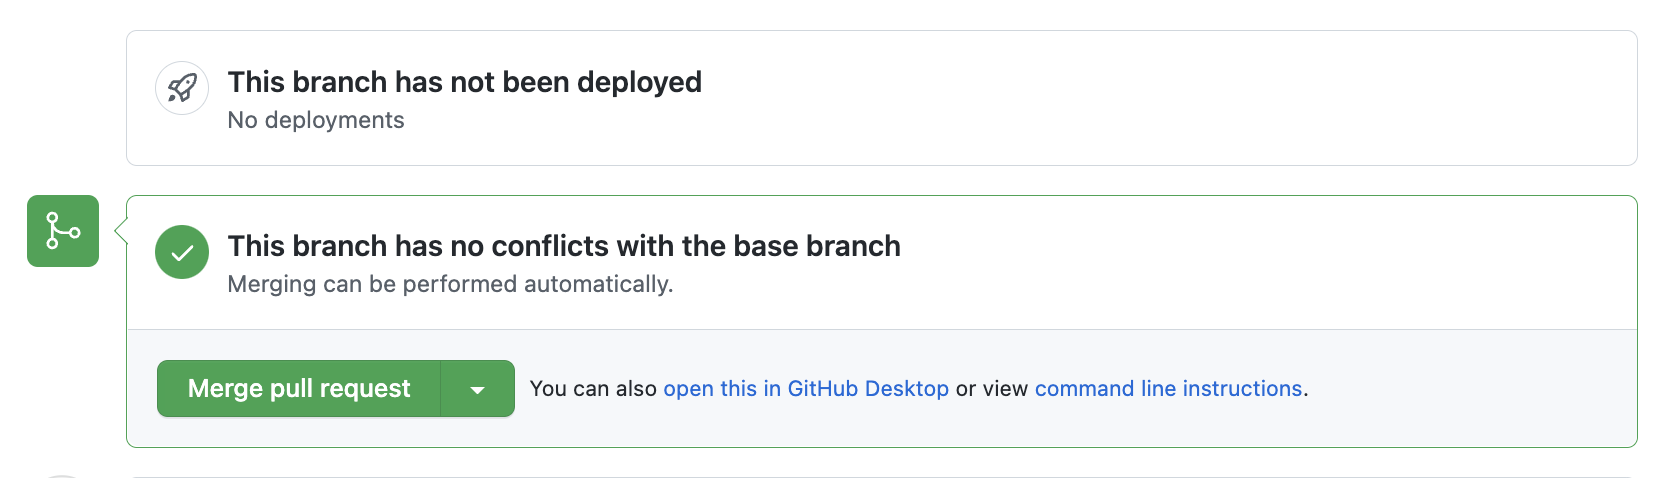 This branch has not been deployed
No deployments
This branch has no conflicts with the base branch
Merging can be performed automatically.
Merge pull request You can also open this in GitHub Desktop or view command line instructions.